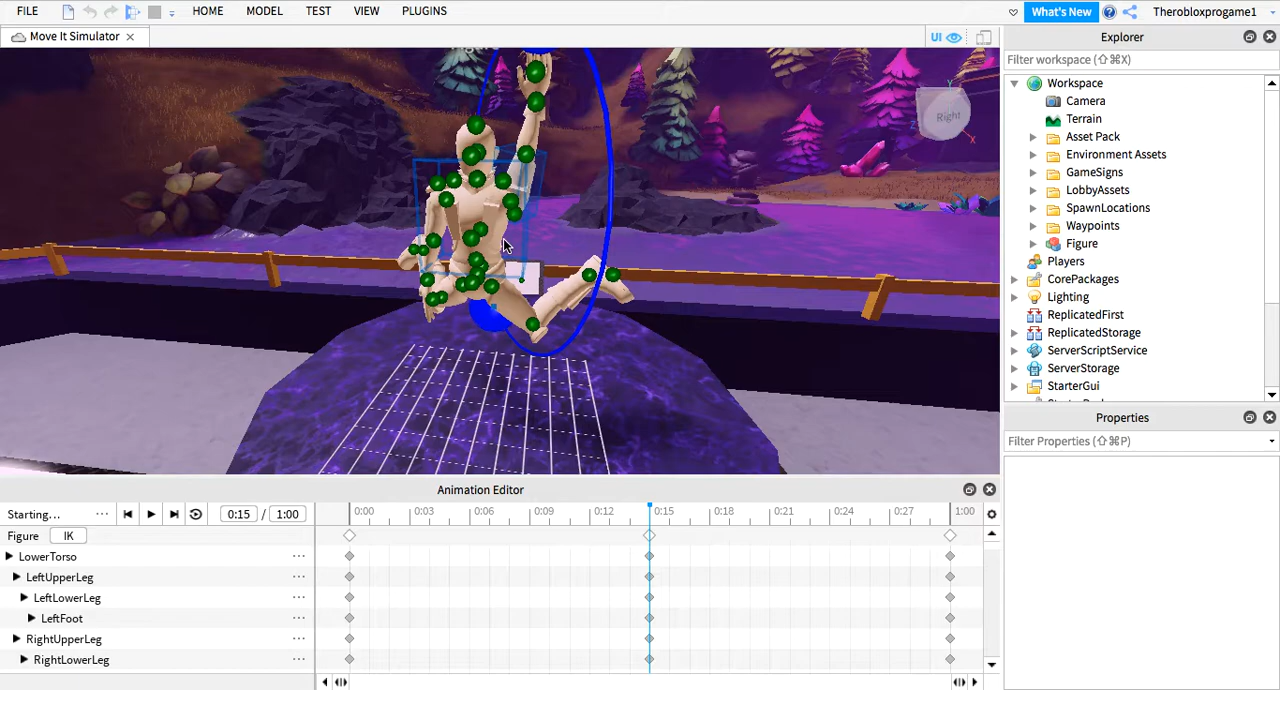 FILE HOME MODEL TEST VIEW PLUGINS What's New ? Therobloxprogame1
Move It Simulator UI Explorer
Filter workspace (⇧⌘X)
Workspace
Camera
Terrain
Asset Pack
Environment Assets
GameSigns
LobbyAssets
SpawnLocations
Waypoints
Figure
Players
CorePackages
Lighting
ReplicatedFirst
ReplicatedStorage
ServerScriptService
ServerStorage
StarterGui
Right
Y
X
Properties
Filter Properties (⇧⌘P)
Animation Editor
Starting... 0:15 / 1:00 0:00 0:03 0:06 0:09 0:12 0:15 0:18 0:21 0:24 0:27 1:00
Figure IK
LowerTorso
LeftUpperLeg
LeftLowerLeg
LeftFoot
RightUpperLeg
RightLowerLeg